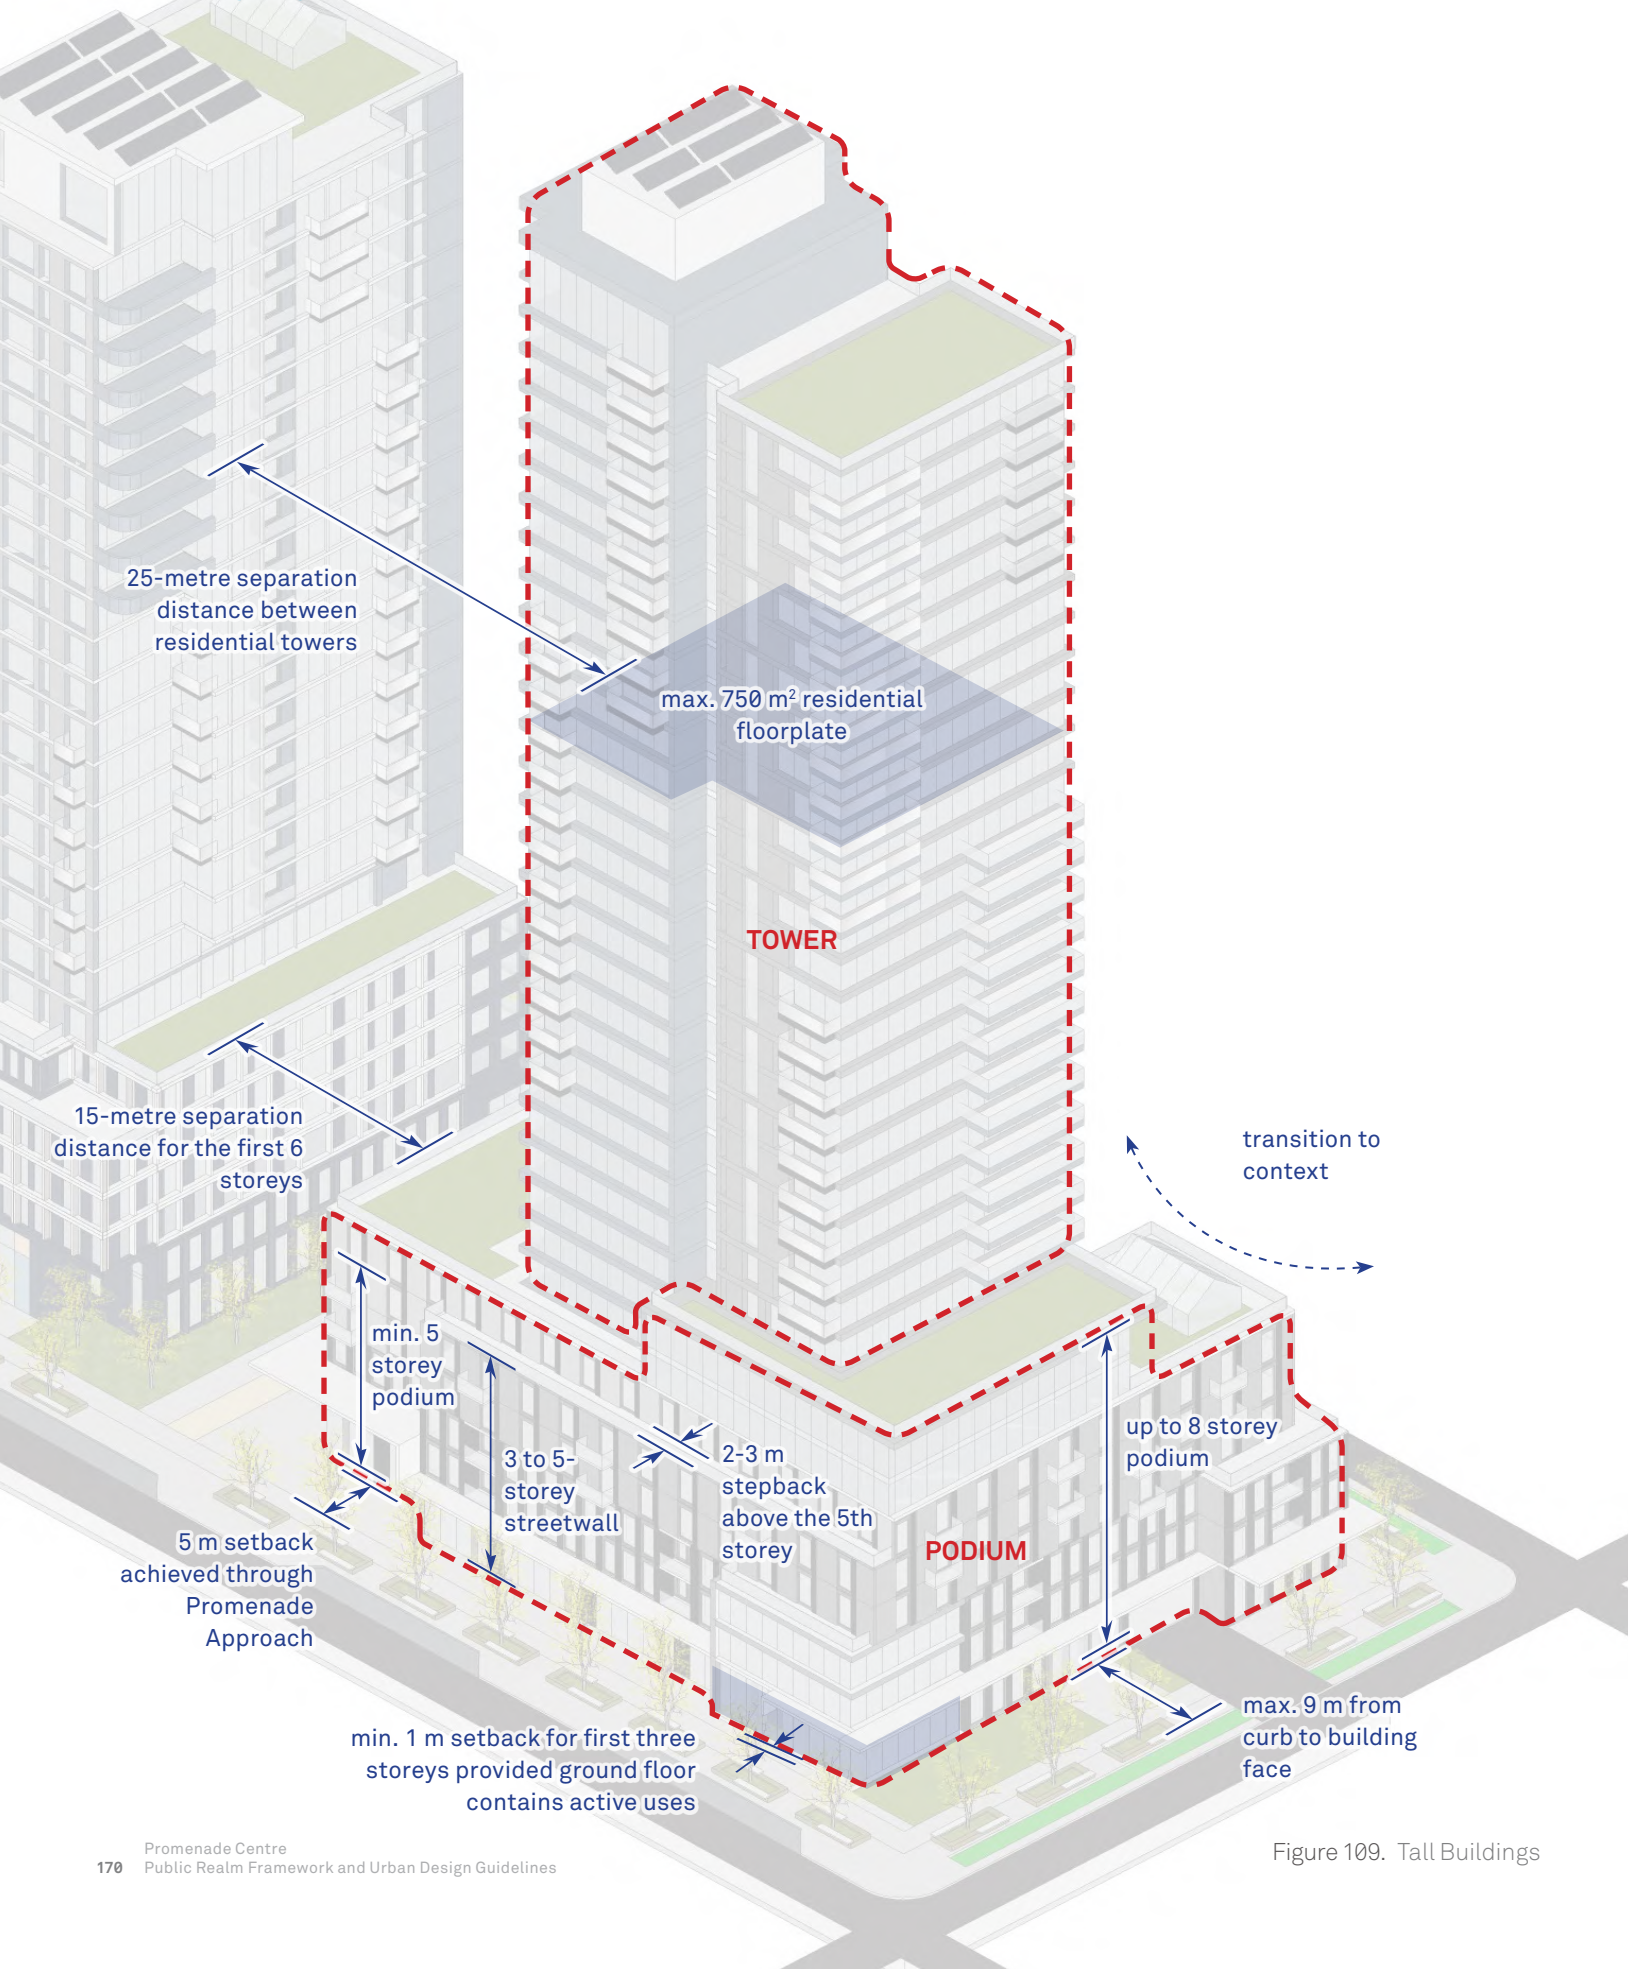 25-metre separation
distance between
residential towers
max. 750 m² residential
floorplate
TOWER
15-metre separation
distance for the first 6
storeys
transition to
context
min. 5
storey
podium
3 to 5-
storey
streetwall
2-3 m
stepback
above the 5th
storey
up to 8 storey
podium
PODIUM
5 m setback
achieved through
Promenade
Approach
min. 1 m setback for first three
storeys provided ground floor
contains active uses
max. 9 m from
curb to building
face
Figure 109. Tall Buildings
Promenade Centre
170 Public Realm Framework and Urban Design Guidelines